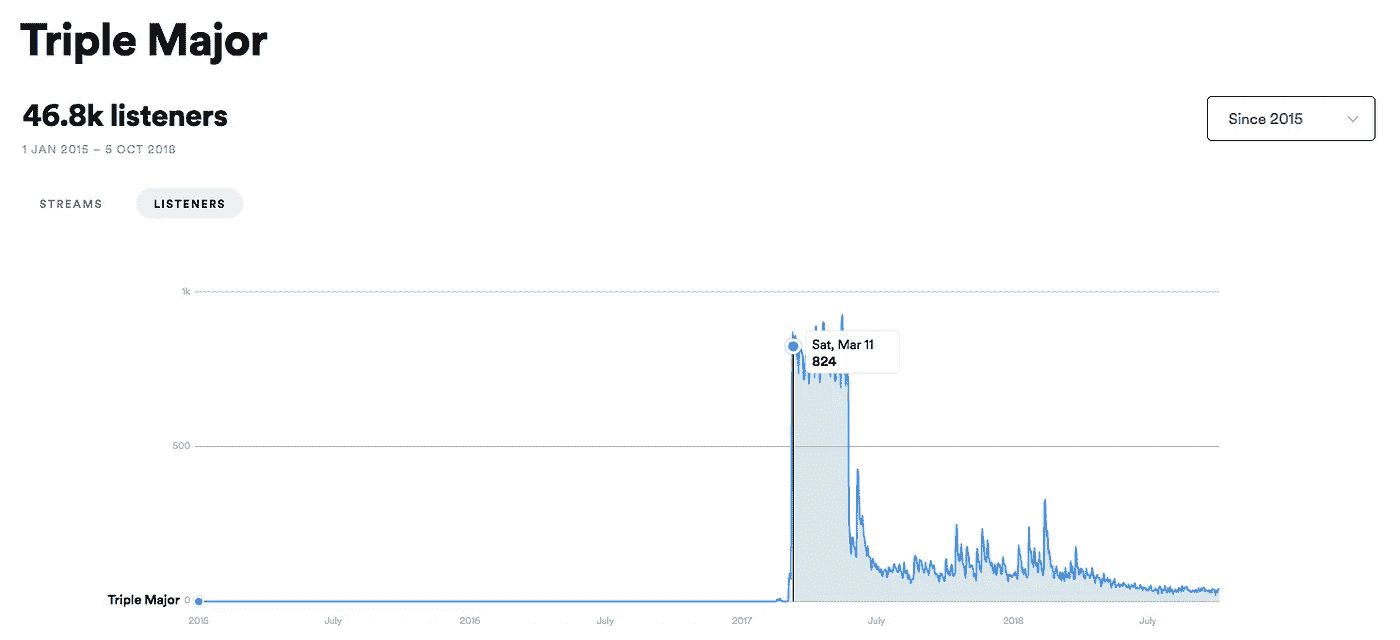 Triple Major
46.8k listeners
Since 2015
1 JAN 2015 – 5 OCT 2018
STREAMS
LISTENERS
1k
Sat, Mar 11
824
500
Triple Major 0
2015 July 2016 July 2017 July 2018 July